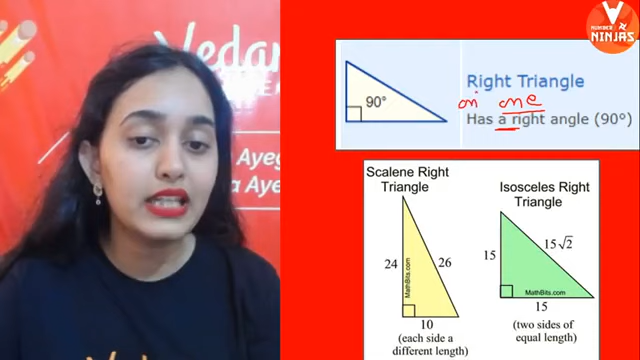 NUMBER
NINJAS
Vedan
Ayeg
a Aye
Right Triangle
one
Has a right angle (90°)
90°
Scalene Right
Triangle
24
26
MathBits.com
10
(each side a
different length)
Isosceles Right
Triangle
15
15√2
MathBits.com
15
(two sides of
equal length)